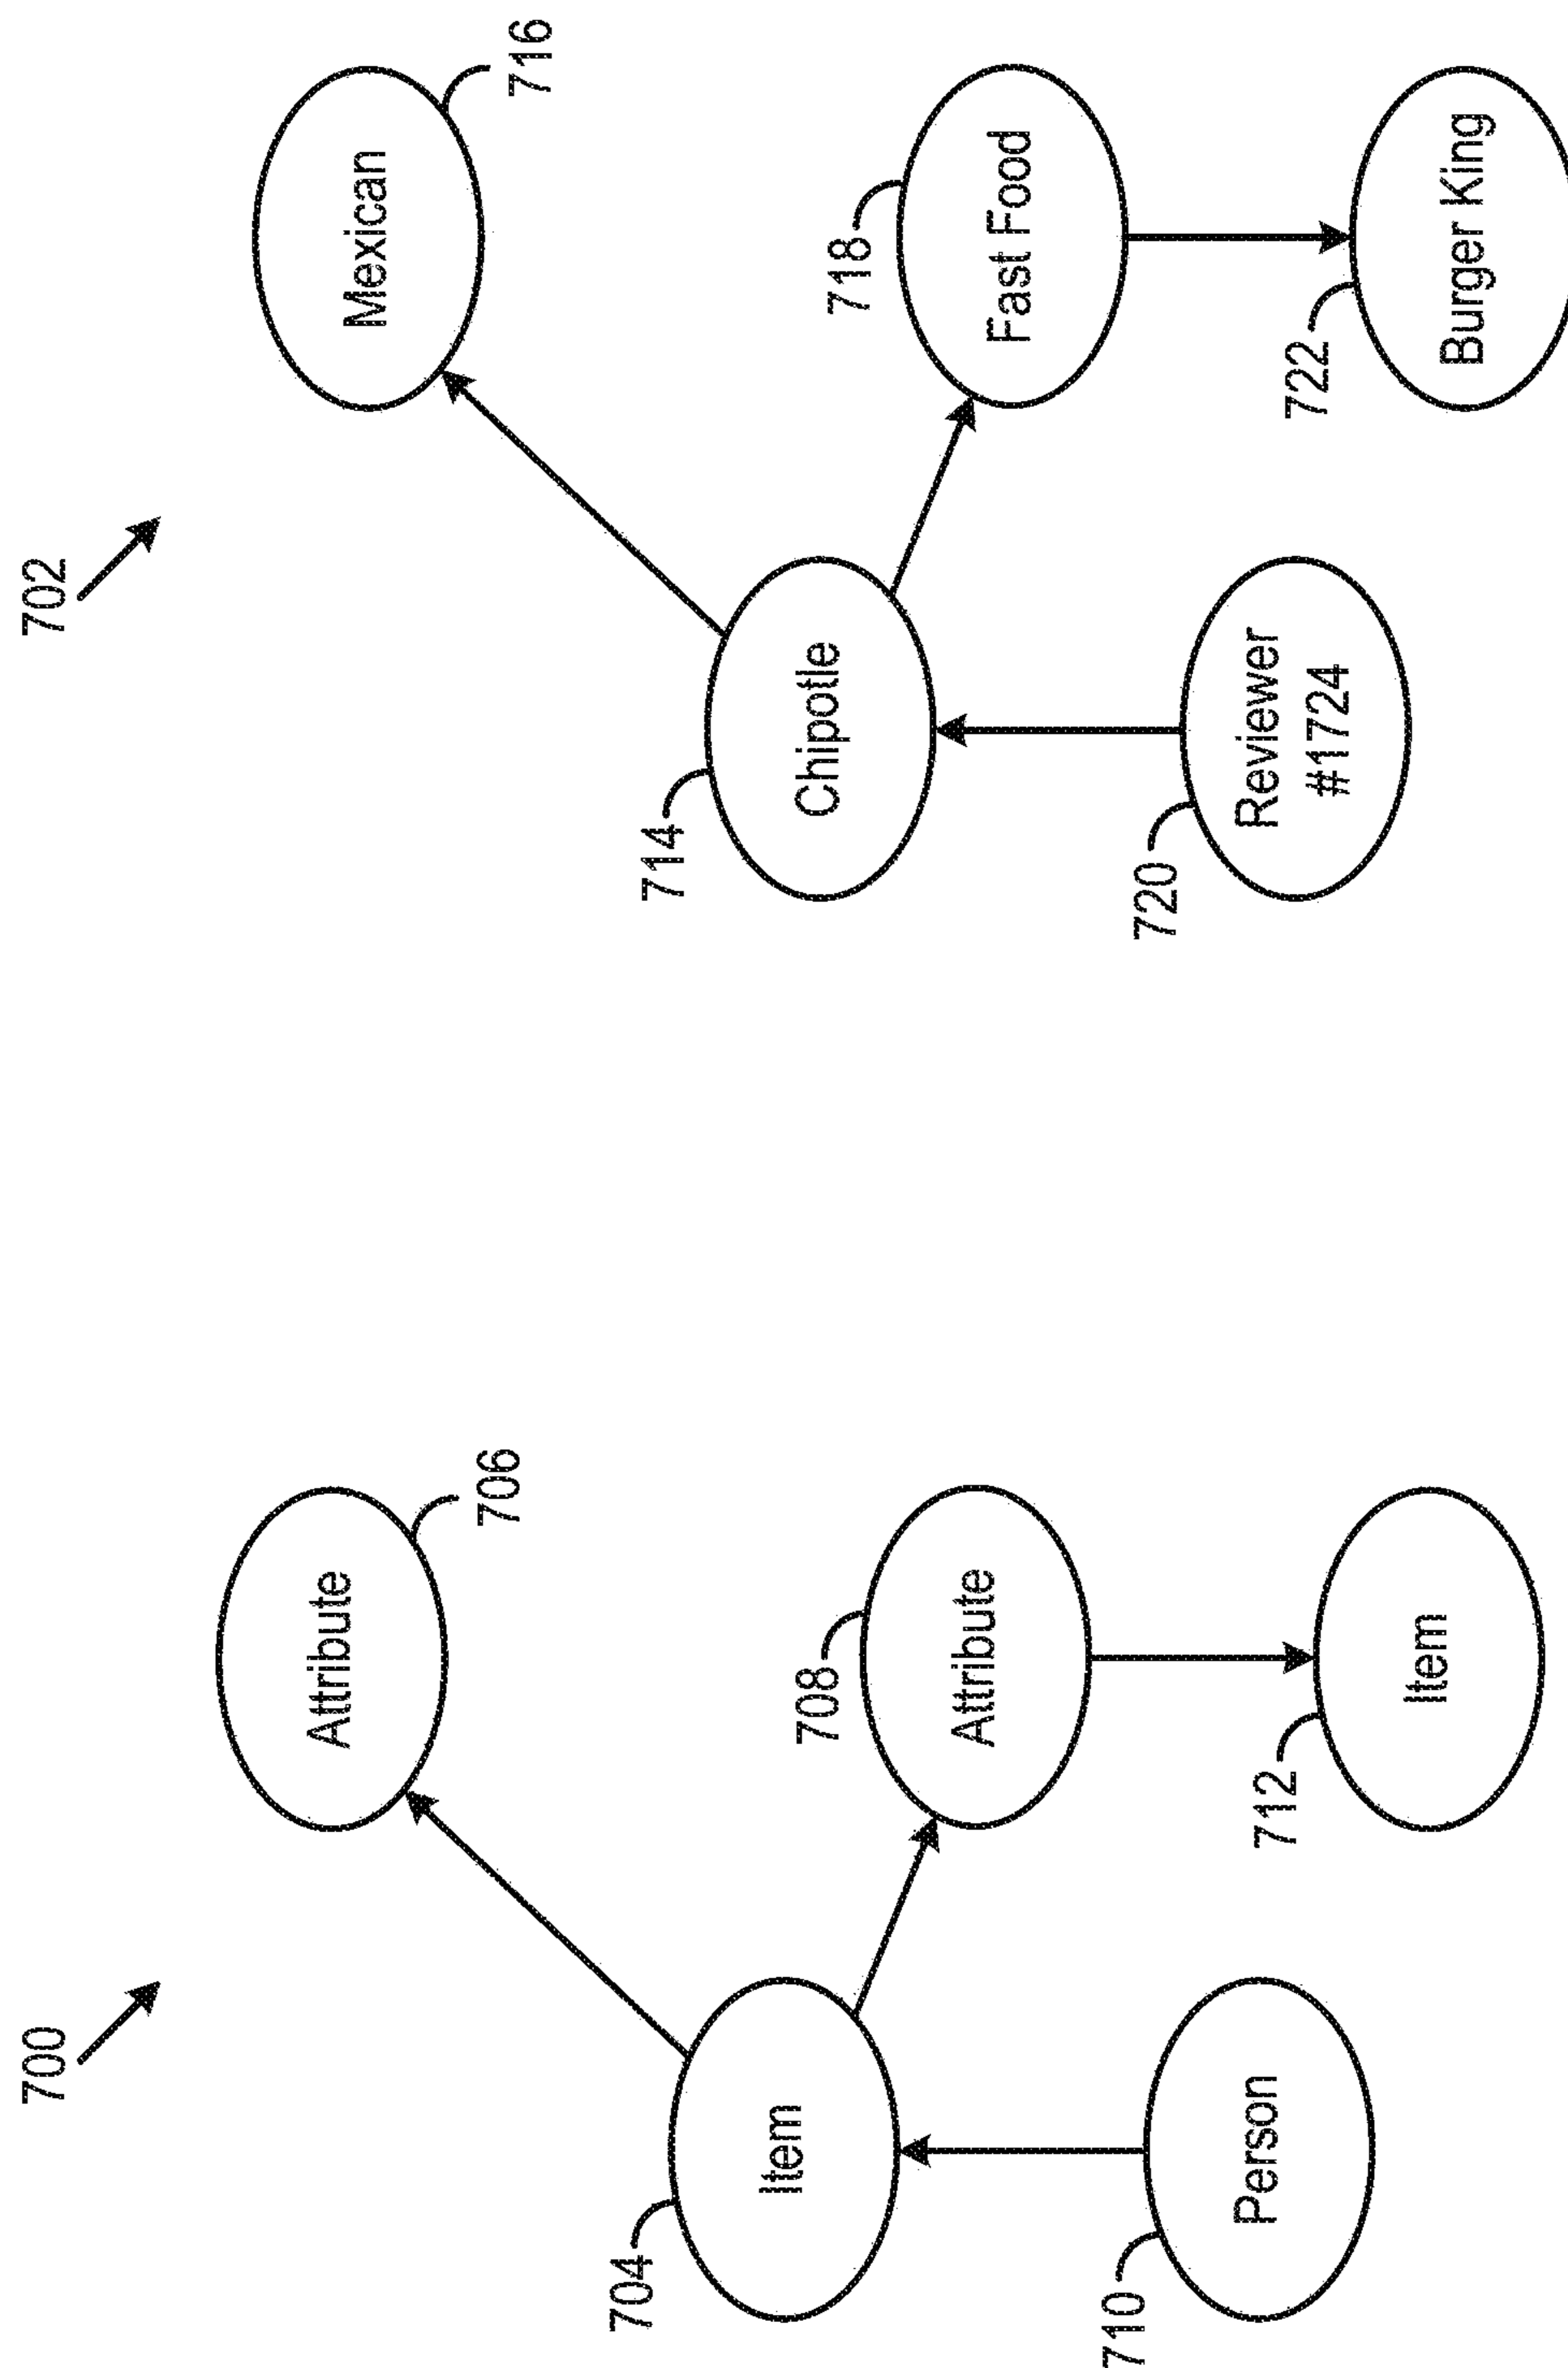 700
Attribute
706
Item
704
708
Attribute
Person
710
712
Item
702
Mexican
716
714
Chipotle
718
Fast Food
720
Reviewer
#1724
722
Burger King